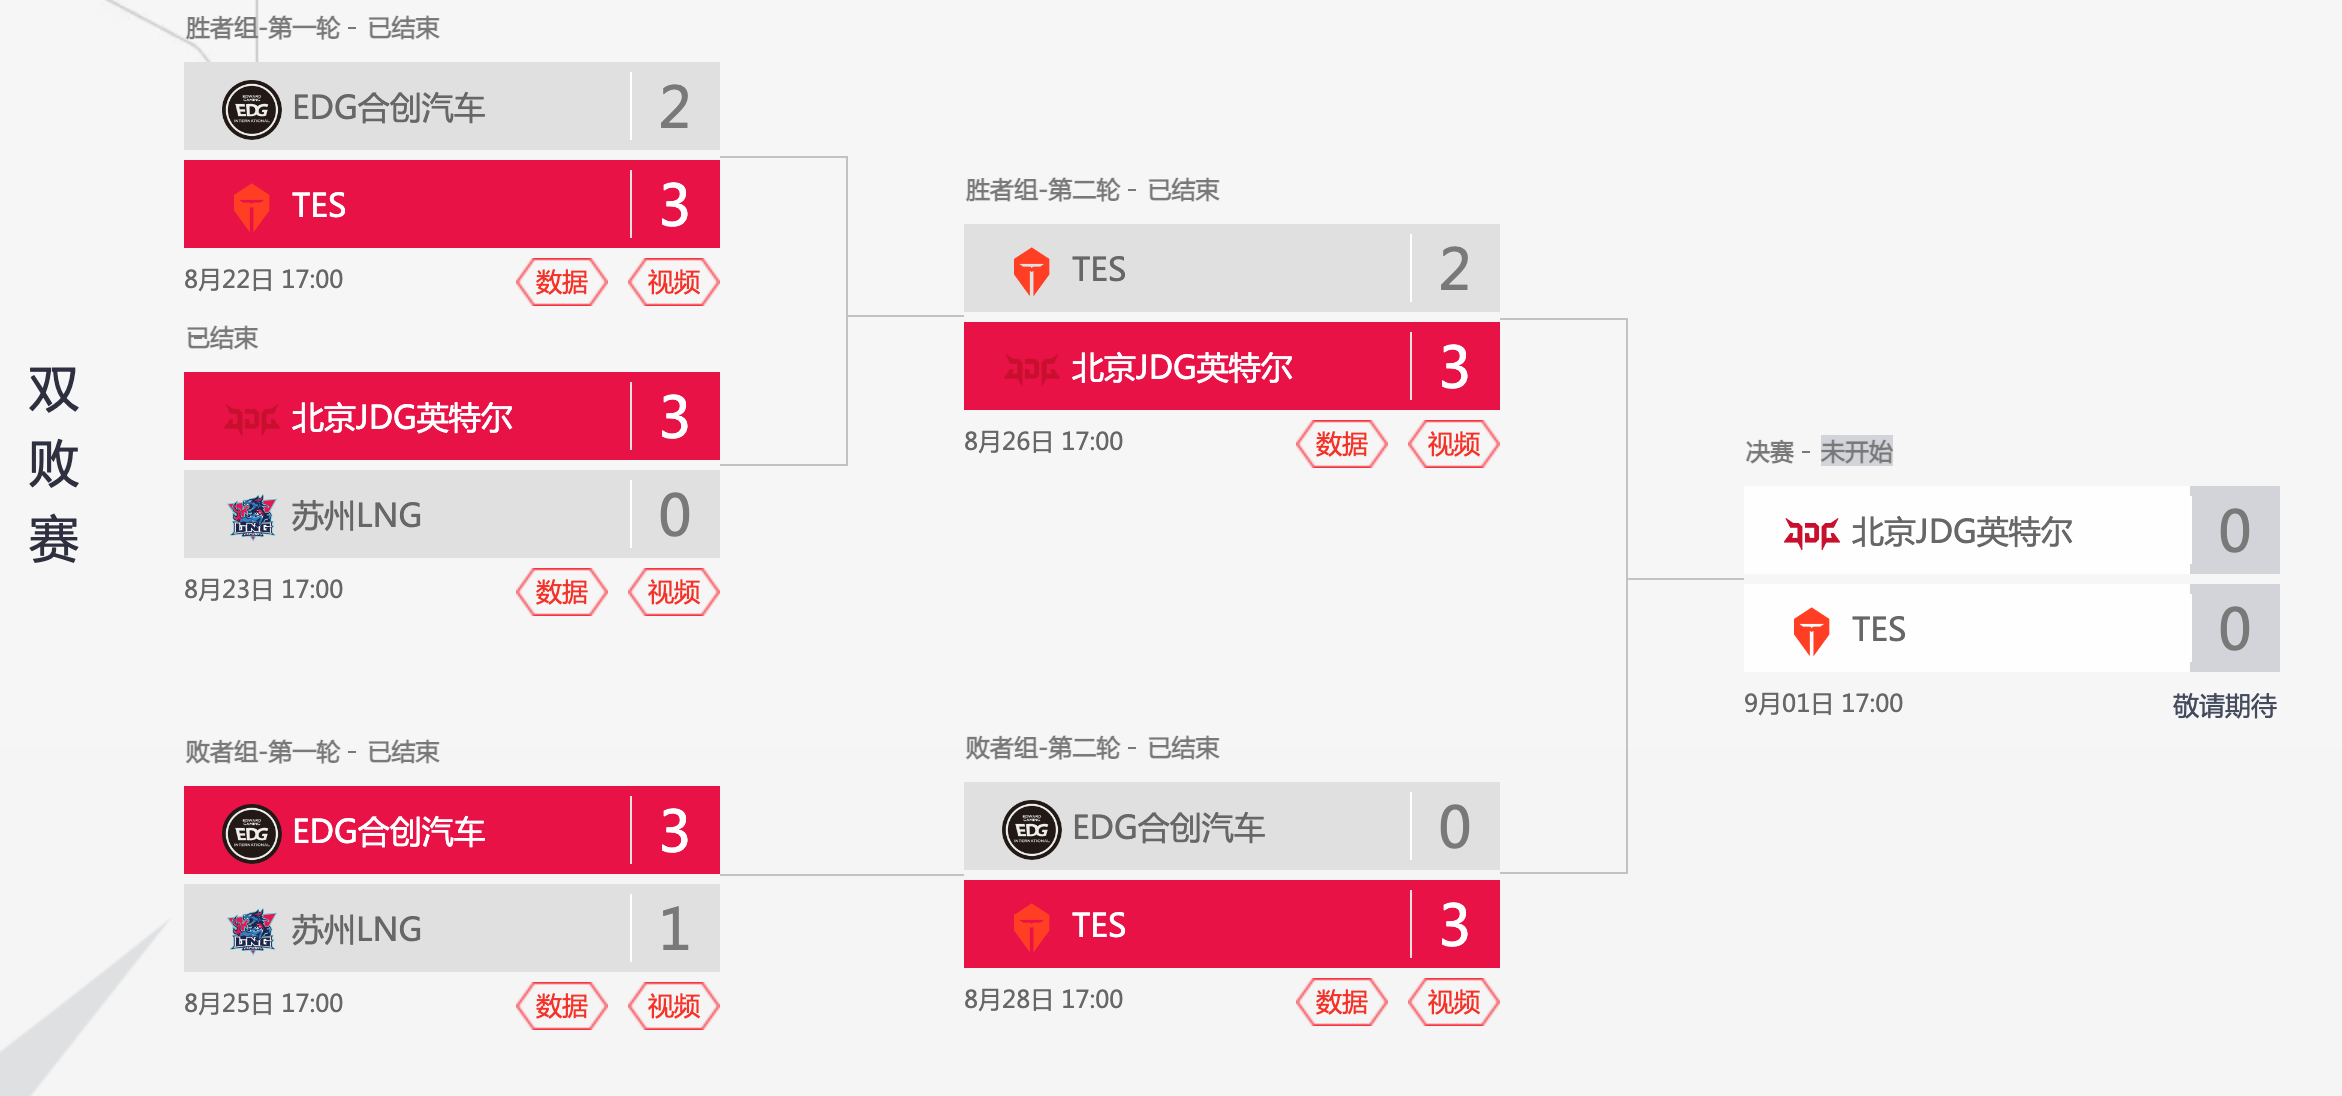 双败赛
胜者组-第一轮 - 已结束
EDG合创汽车 2
TES 3
8月22日 17:00 数据 视频
已结束
北京JDG英特尔 3
苏州LNG 0
8月23日 17:00 数据 视频
胜者组-第二轮 - 已结束
TES 2
北京JDG英特尔 3
8月26日 17:00 数据 视频
败者组-第一轮 - 已结束
EDG合创汽车 3
苏州LNG 1
8月25日 17:00 数据 视频
败者组-第二轮 - 已结束
EDG合创汽车 0
TES 3
8月28日 17:00 数据 视频
决赛 - 未开始
北京JDG英特尔 0
TES 0
9月01日 17:00 敬请期待